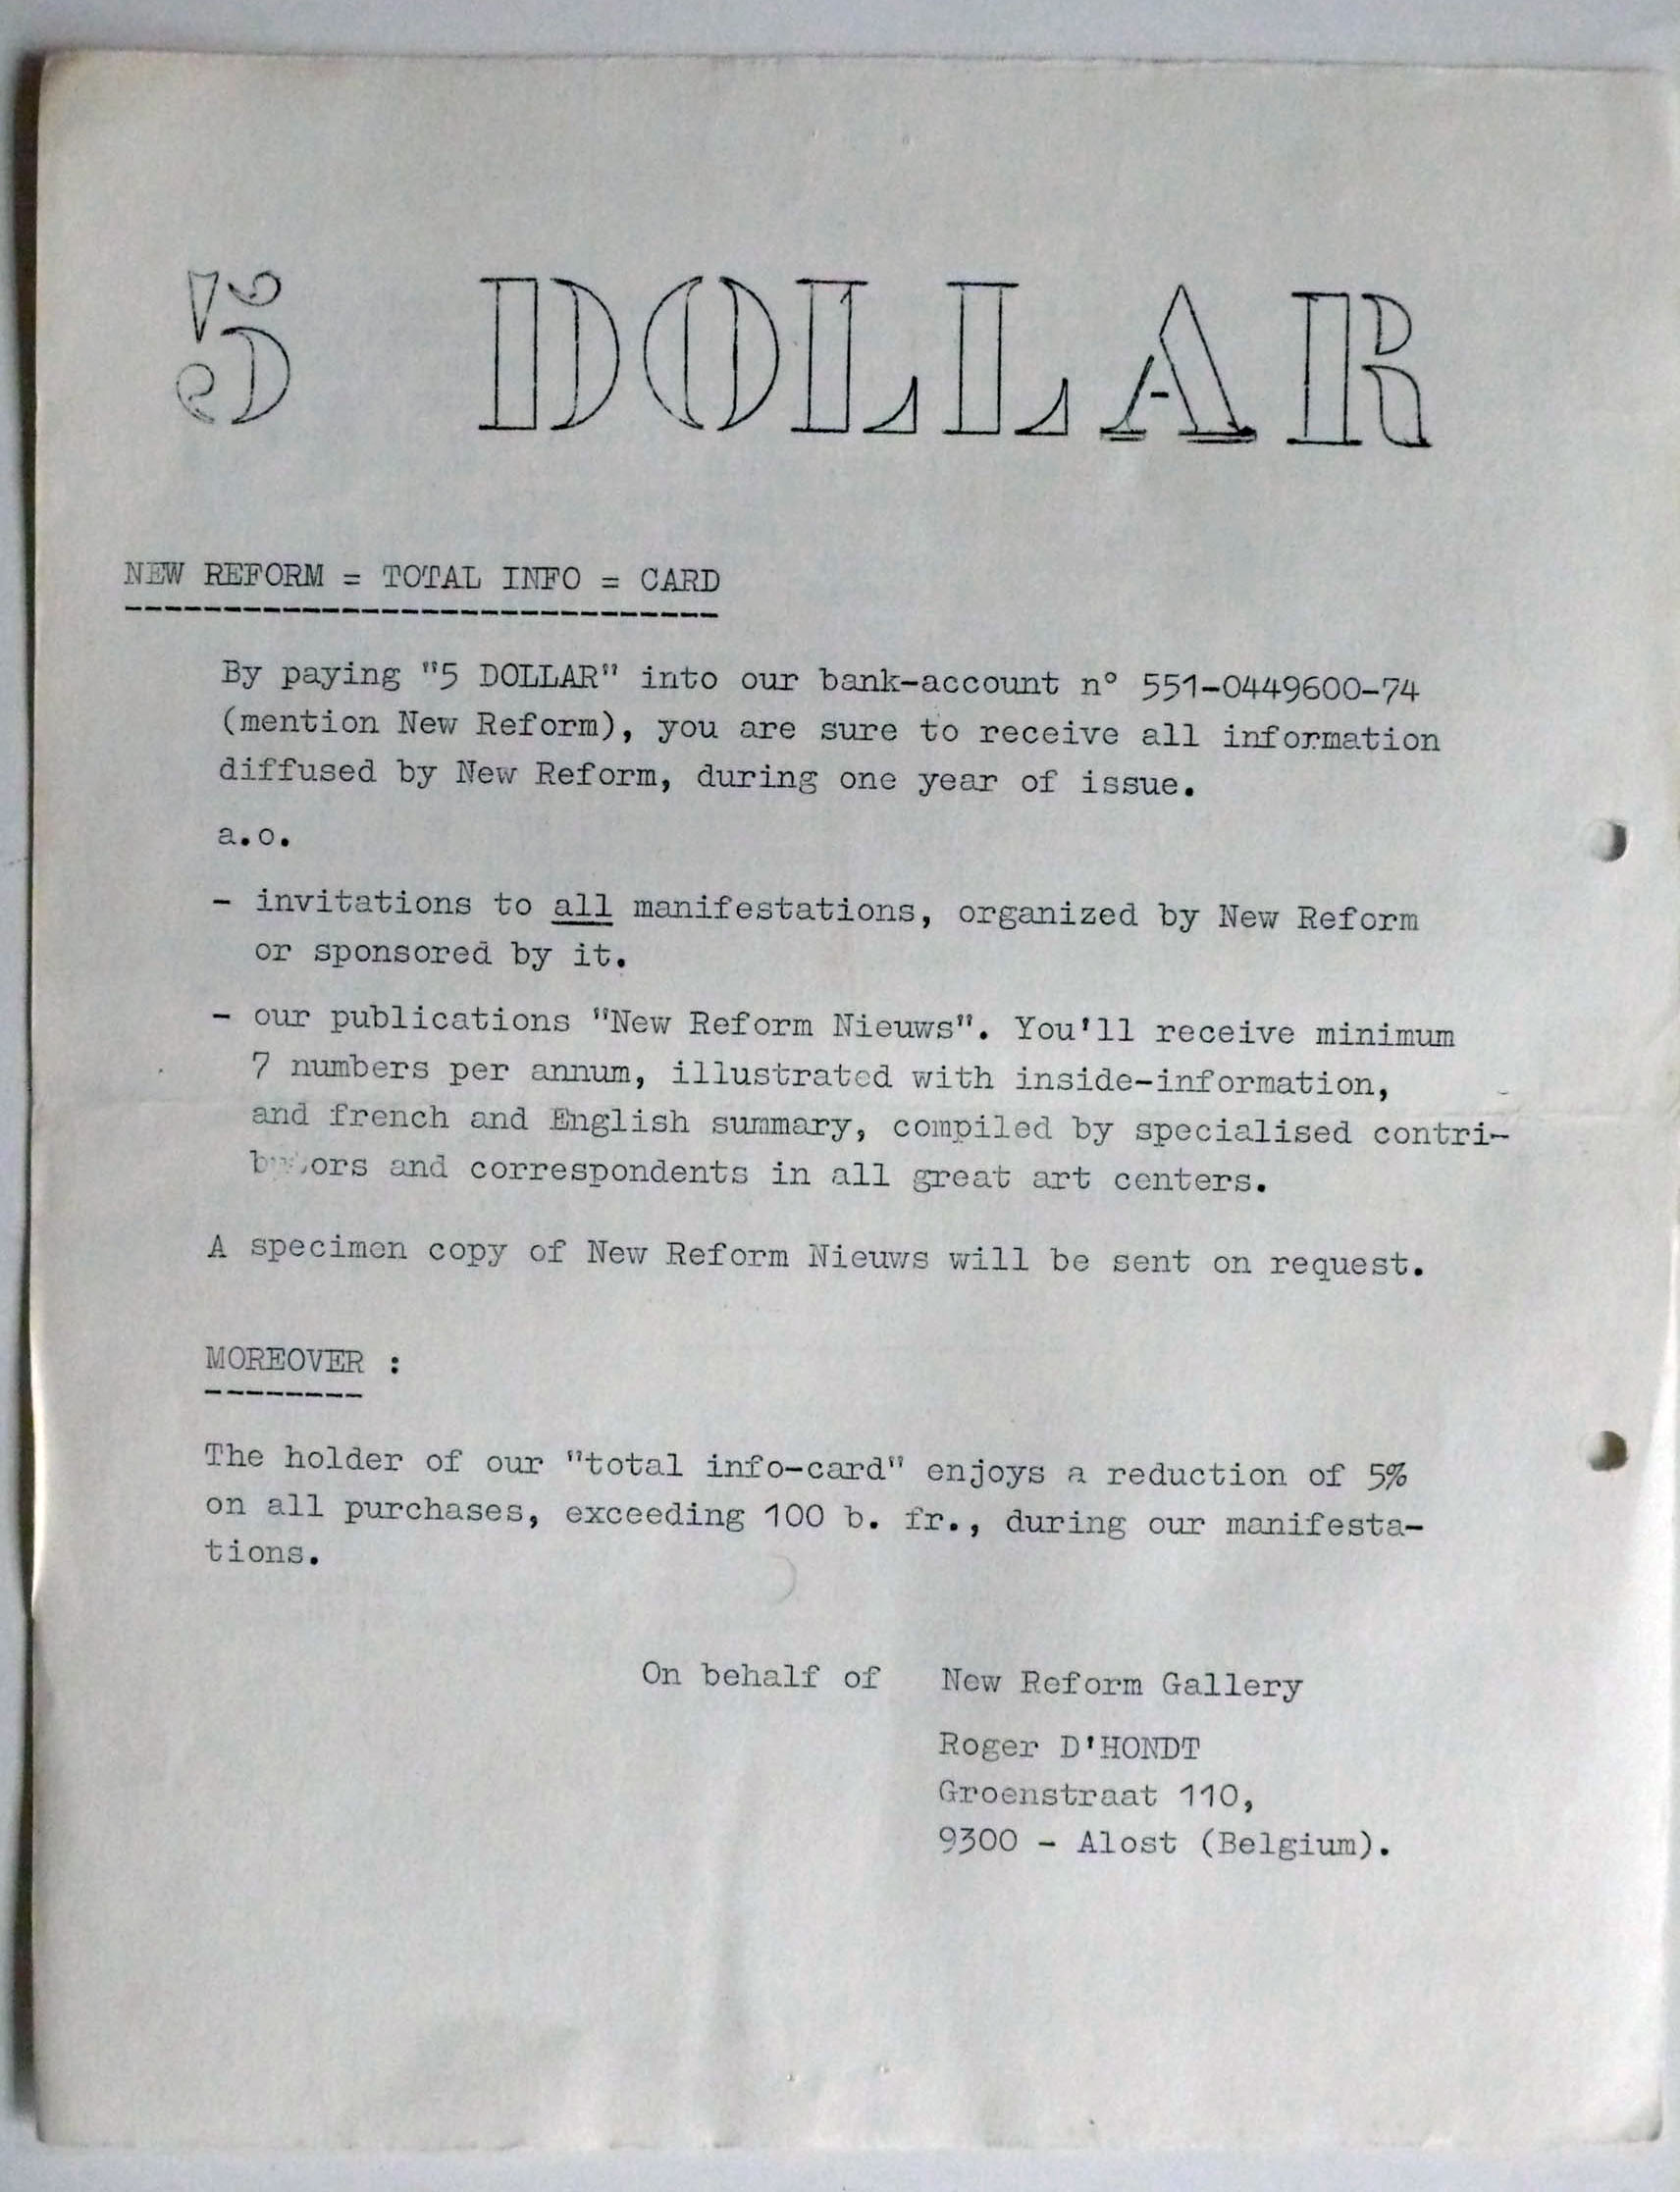 5 DOLLAR
NEW REFORM = TOTAL INFO = CARD
By paying "5 DOLLAR" into our bank-account n° 551-0449600-74
(mention New Reform), you are sure to receive all information
diffused by New Reform, during one year of issue.
a.o.
- invitations to all manifestations, organized by New Reform
or sponsored by it.
- our publications "New Reform Nieuws". You'll receive minimum
7 numbers per annum, illustrated with inside-information,
and french and English summary, compiled by specialised contri-
ors and correspondents in all great art centers.
A specimen copy of New Reform Nieuws will be sent on request.
MOREOVER :
The holder of our "total info-card" enjoys a reduction of 5%
on all purchases, exceeding 100 b. fr., during our manifesta-
tions.
On behalf of New Reform Gallery
Roger D'HONDT
Groenstraat 110,
9300 - Alost (Belgium).